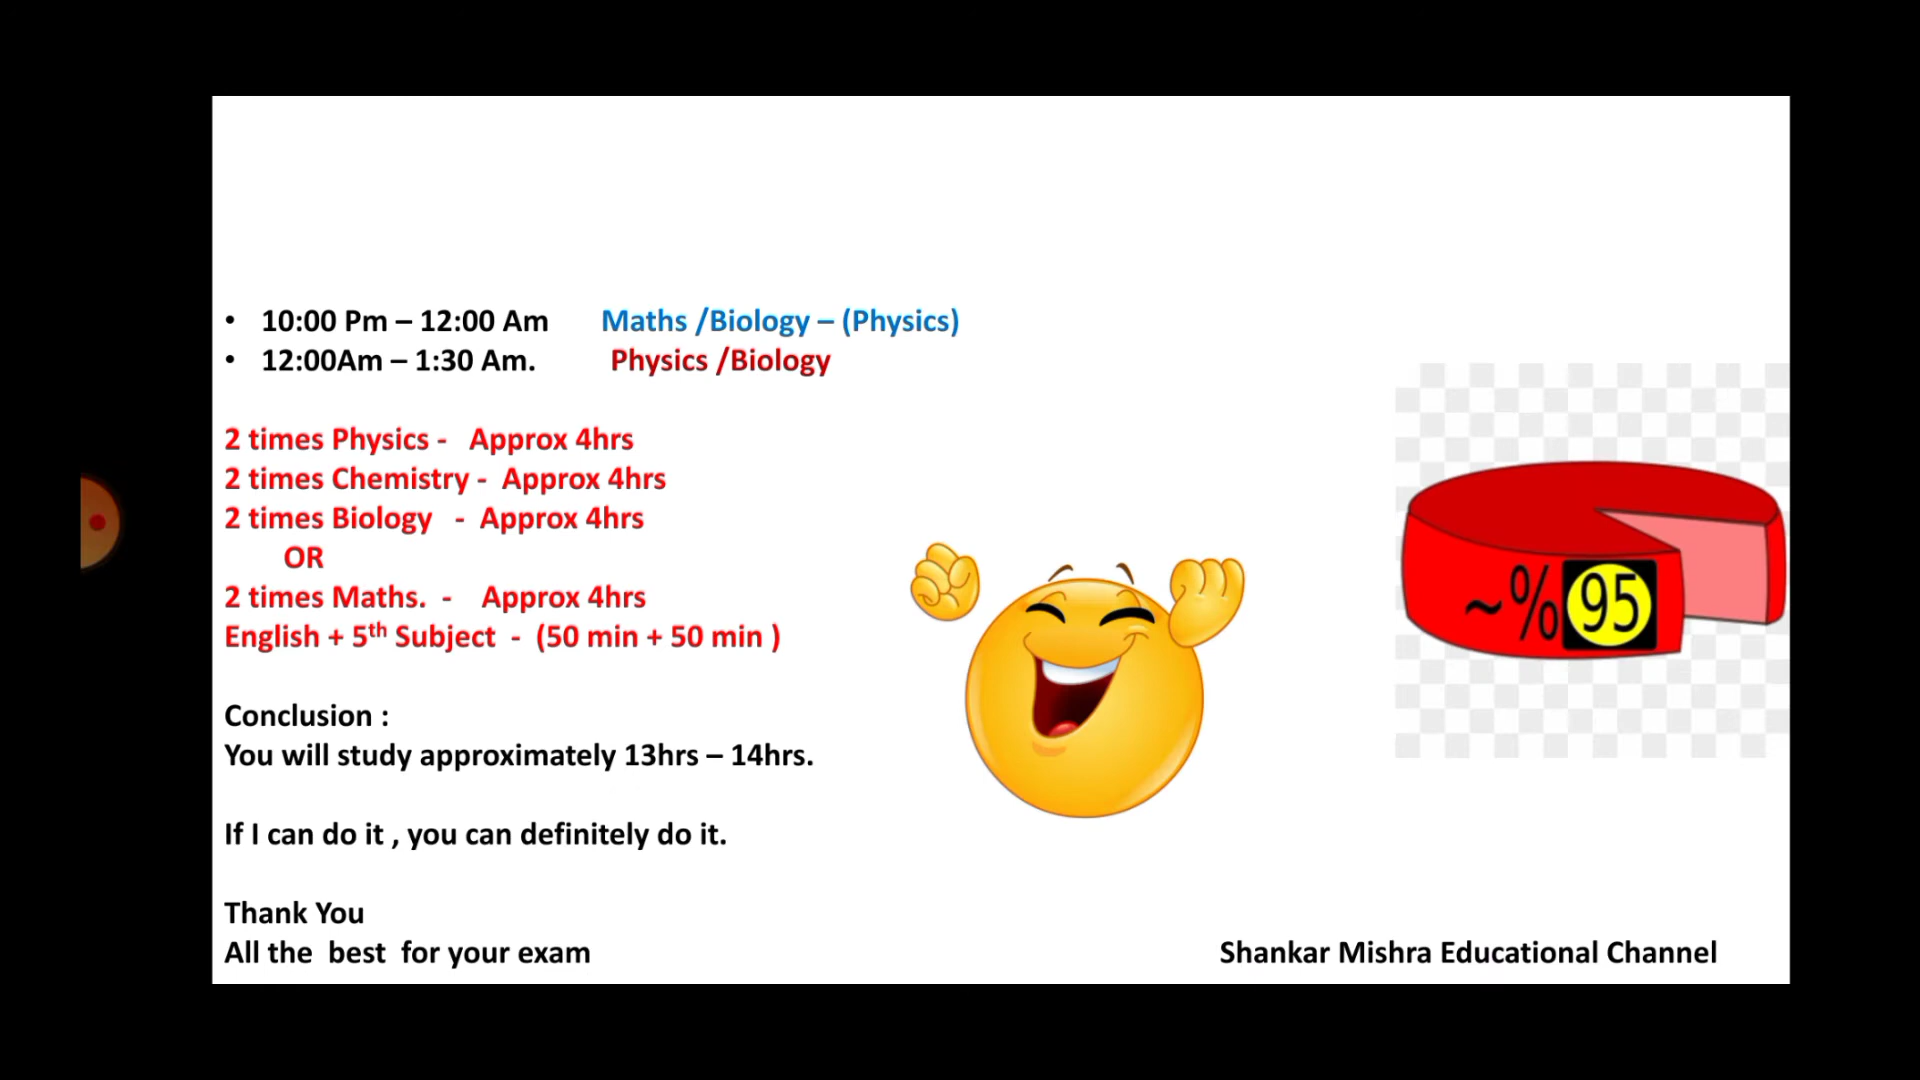 • 10:00 Pm – 12:00 Am Maths /Biology – (Physics)
• 12:00Am – 1:30 Am. Physics /Biology
2 times Physics - Approx 4hrs
2 times Chemistry - Approx 4hrs
2 times Biology - Approx 4hrs
OR
2 times Maths. - Approx 4hrs
English + 5th Subject - (50 min + 50 min )
~%95
Conclusion :
You will study approximately 13hrs – 14hrs.
If I can do it , you can definitely do it.
Thank You
All the best for your exam
Shankar Mishra Educational Channel